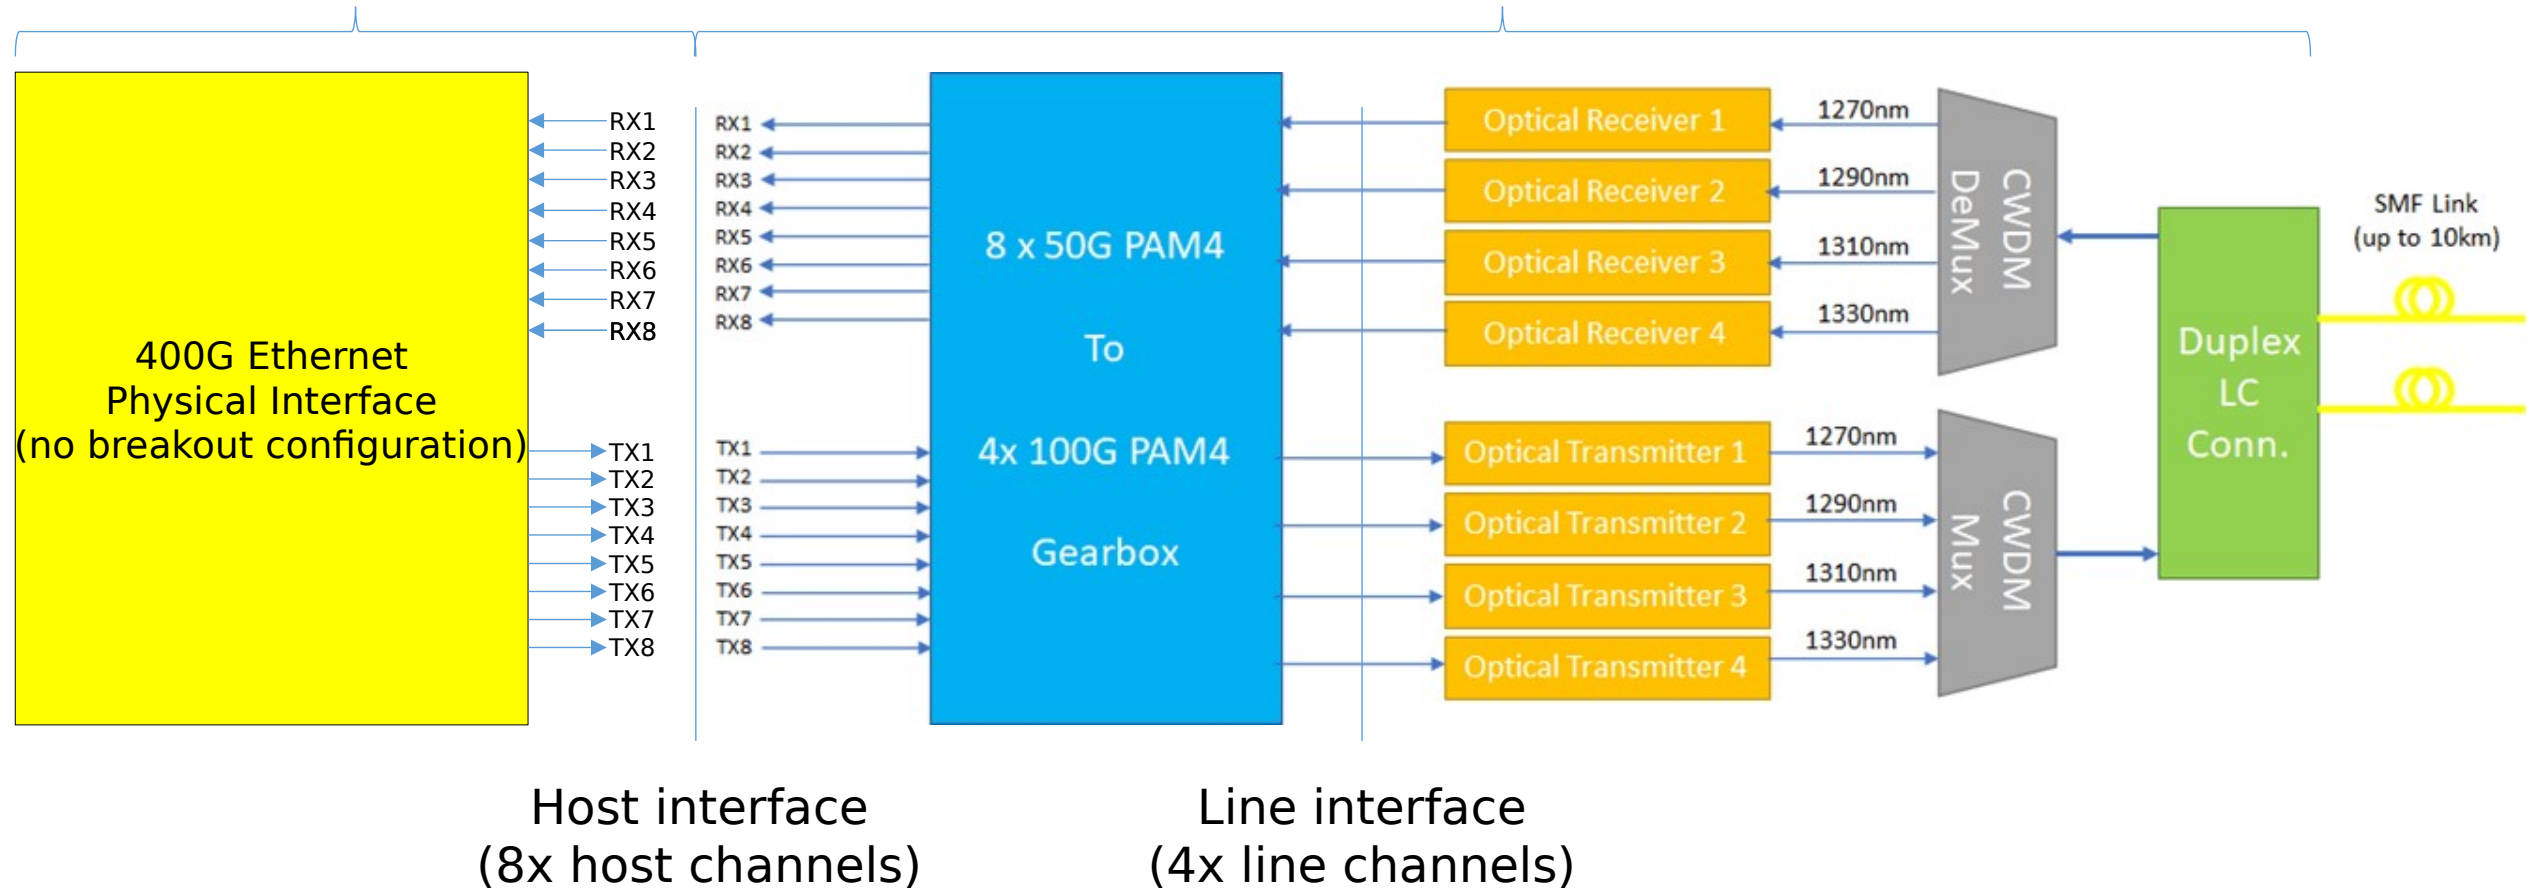 400G Ethernet
Physical Interface
(no breakout configuration)
RX1
RX2
RX3
RX4
RX5
RX6
RX7
RX8
TX1
TX2
TX3
TX4
TX5
TX6
TX7
TX8
RX1
RX2
RX3
RX4
RX5
RX6
RX7
RX8
TX1
TX2
TX3
TX4
TX5
TX6
TX7
TX8
8 x 50G PAM4
To
4x 100G PAM4
Gearbox
Optical Receiver 1
Optical Receiver 2
Optical Receiver 3
Optical Receiver 4
Optical Transmitter 1
Optical Transmitter 2
Optical Transmitter 3
Optical Transmitter 4
1270nm
1290nm
1310nm
1330nm
1270nm
1290nm
1310nm
1330nm
CWDM
DeMux
CWDM
Mux
Duplex
LC
Conn.
SMF Link
(up to 10km)
Host interface
(8x host channels)
Line interface
(4x line channels)